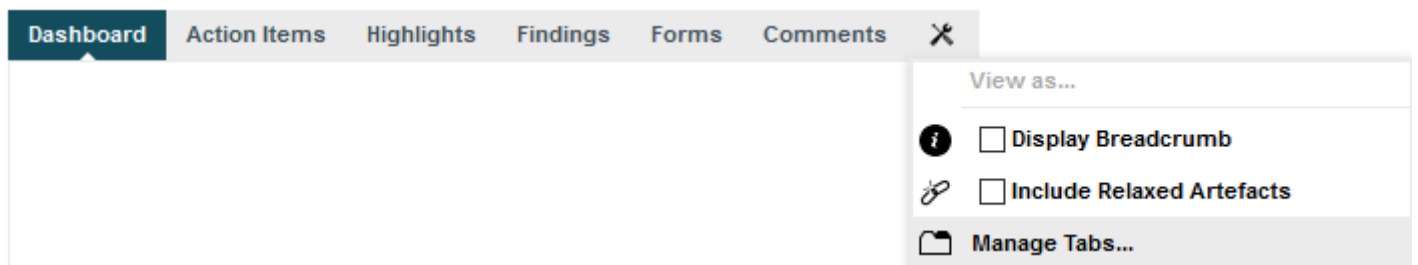 Dashboard Action Items Highlights Findings Forms Comments
View as...
Display Breadcrumb
Include Relaxed Artefacts
Manage Tabs...